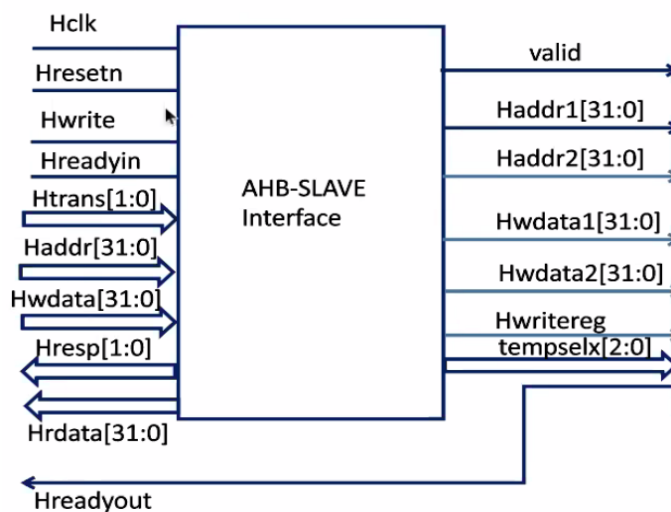 Hclk
Hresetn
Hwrite
Hreadyin
Htrans[1:0]
Haddr[31:0]
Hwdata[31:0]
Hresp[1:0]
Hrdata[31:0]
Hreadyout
AHB-SLAVE
Interface
valid
Haddr1[31:0]
Haddr2[31:0]
Hwdata1[31:0]
Hwdata2[31:0]
Hwritereg
tempselx[2:0]